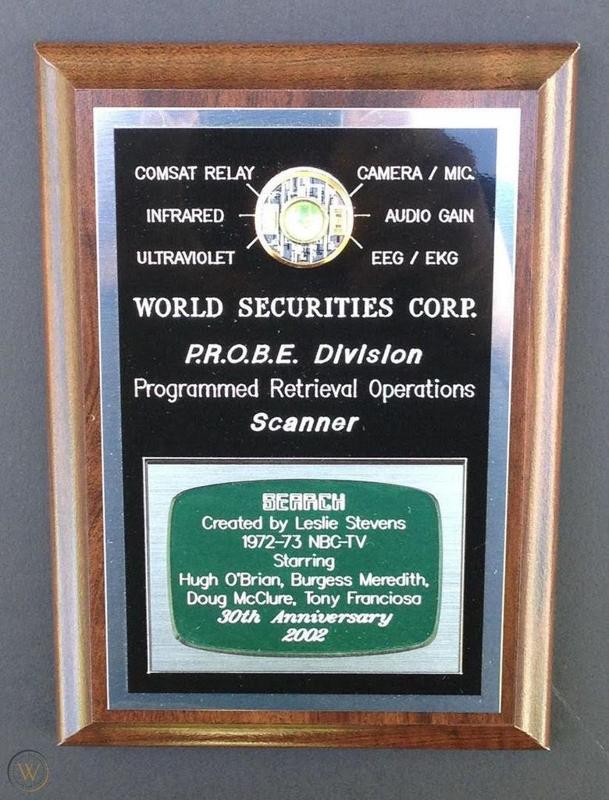 COMSAT RELAY
CAMERA / MIC.
INFRARED
AUDIO GAIN
ULTRAVIOLET
EEG / EKG
WORLD SECURITIES CORP.
P.R.O.B.E. Division
Programmed Retrieval Operations
Scanner
SEARCH
Created by Leslie Stevens
1972-73 NBC-TV
Starring
Hugh O'Brian, Burgess Meredith,
Doug McClure, Tony Franciosa
30th Anniversary
2002
W